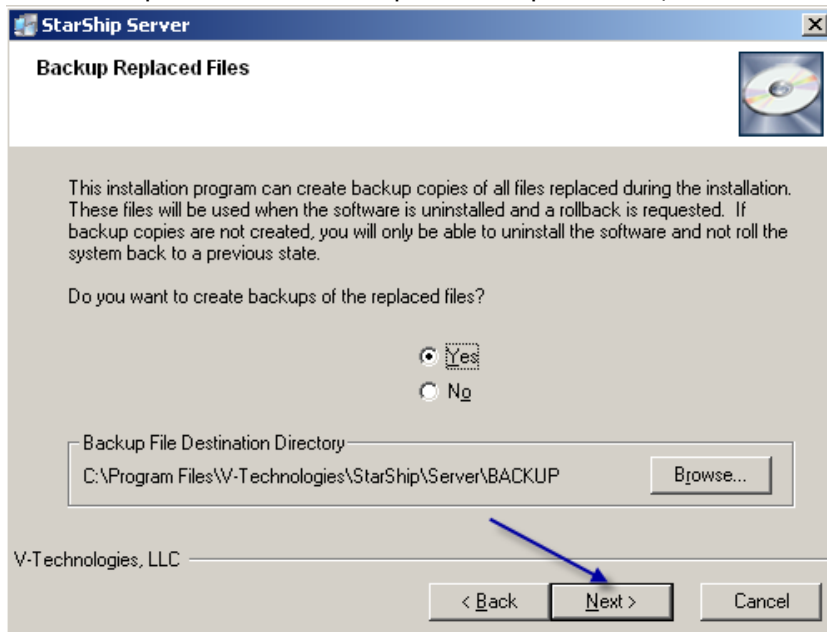 StarShip Server
Backup Replaced Files
This installation program can create backup copies of all files replaced during the installation.
These files will be used when the software is uninstalled and a rollback is requested. If
backup copies are not created, you will only be able to uninstall the software and not roll the
system back to a previous state.
Do you want to create backups of the replaced files?
Yes
No
Backup File Destination Directory
C:\Program Files\V-Technologies\StarShip\Server\BACKUP
Browse...
V-Technologies, LLC
< Back Next > Cancel